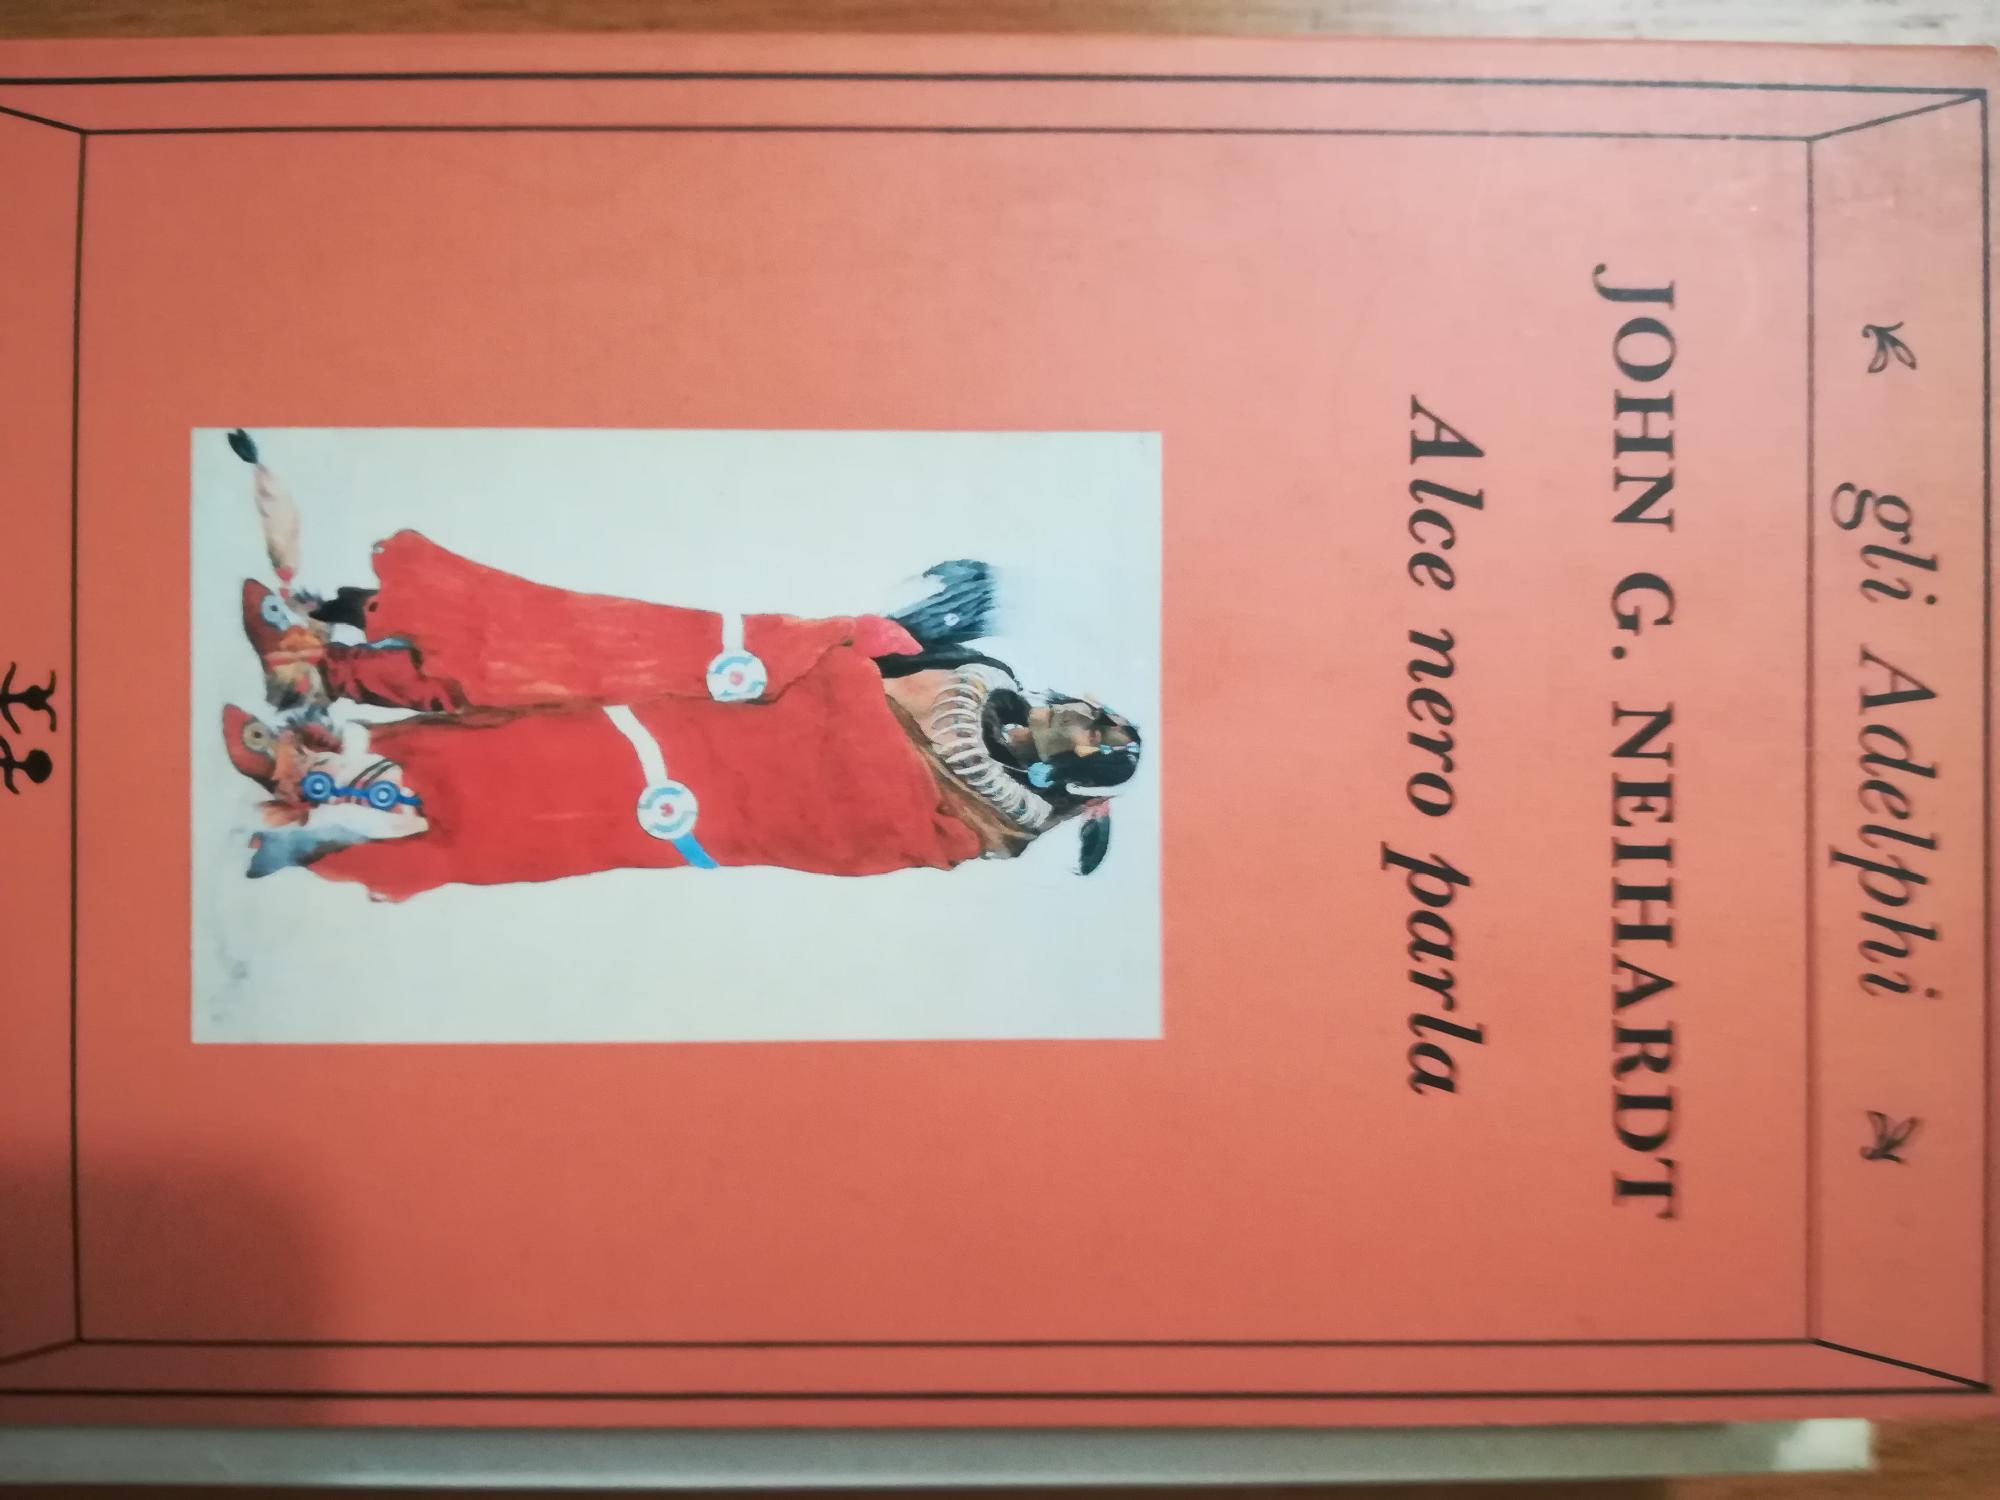 gli Adelphi
JOHN G. NEIHARDT
Alce nero parla